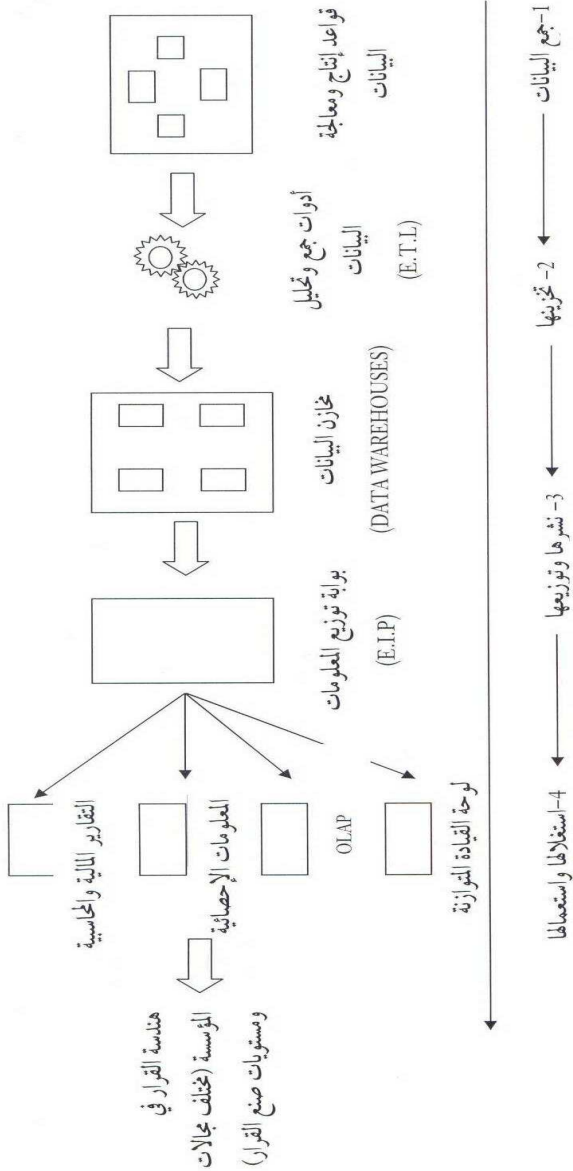 قواعد إنتاج ومعالجة
البيانات
أدوات جمع وتحليل
البيانات
(E.T.L)
مخازن البيانات
(DATA WAREHOUSES)
بوابة توزيع المعلومات
(E.I.P)
التقارير المالية والمحاسبية
المعلومات الإحصائية
OLAP
لوحة القيادة المتوازنة
هندسة القرار في
المؤسسة (مختلف مجالات
ومستويات صنع القرار)
1-جمع البيانات
2- تخزينها
3- نشرها وتوزيعها
4-استغلالها واستعمالها